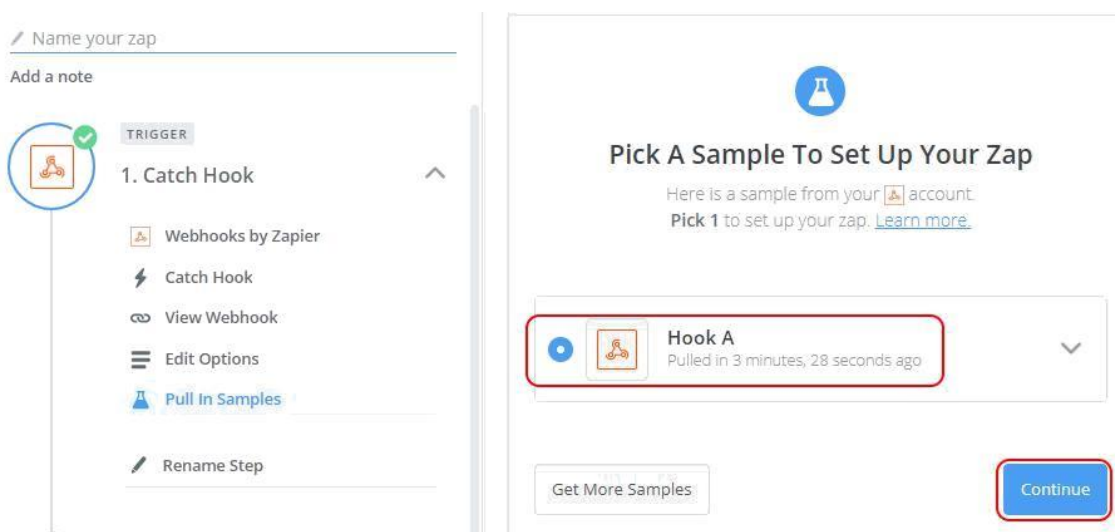 Name your zap
Add a note
TRIGGER
1. Catch Hook
Webhooks by Zapier
Catch Hook
View Webhook
Edit Options
Pull In Samples
Rename Step
Pick A Sample To Set Up Your Zap
Here is a sample from your account.
Pick 1 to set up your zap. Learn more.
Hook A
Pulled in 3 minutes, 28 seconds ago
Get More Samples
Continue